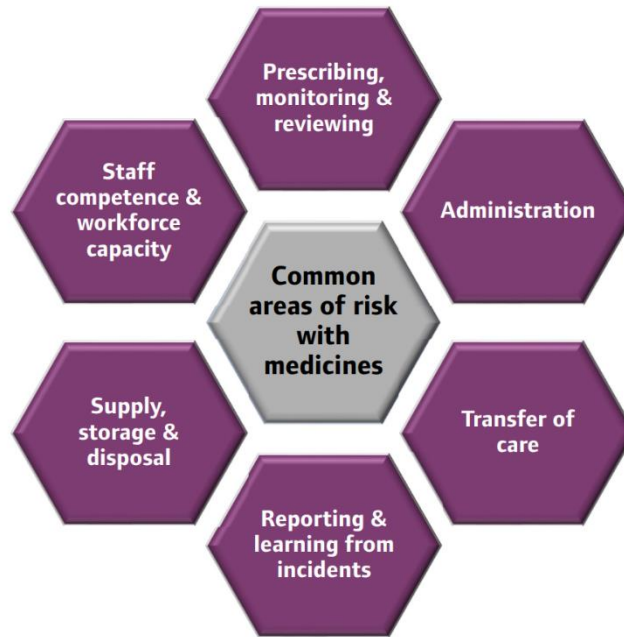 Prescribing,
monitoring &
reviewing
Staff
competence &
workforce
capacity
Administration
Common
areas of risk
with
medicines
Supply,
storage &
disposal
Transfer of
care
Reporting &
learning from
incidents